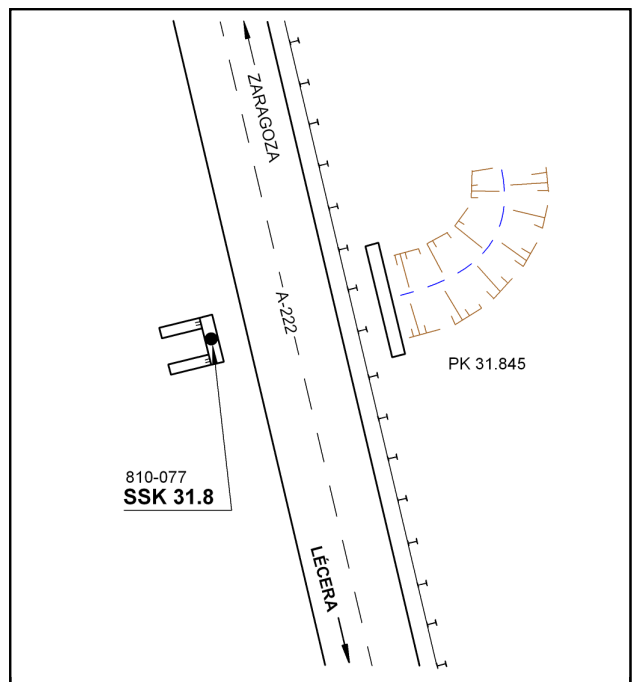 ZARAGOZA
A-222
PK 31.845
810-077
SSK 31.8
LÉCERA